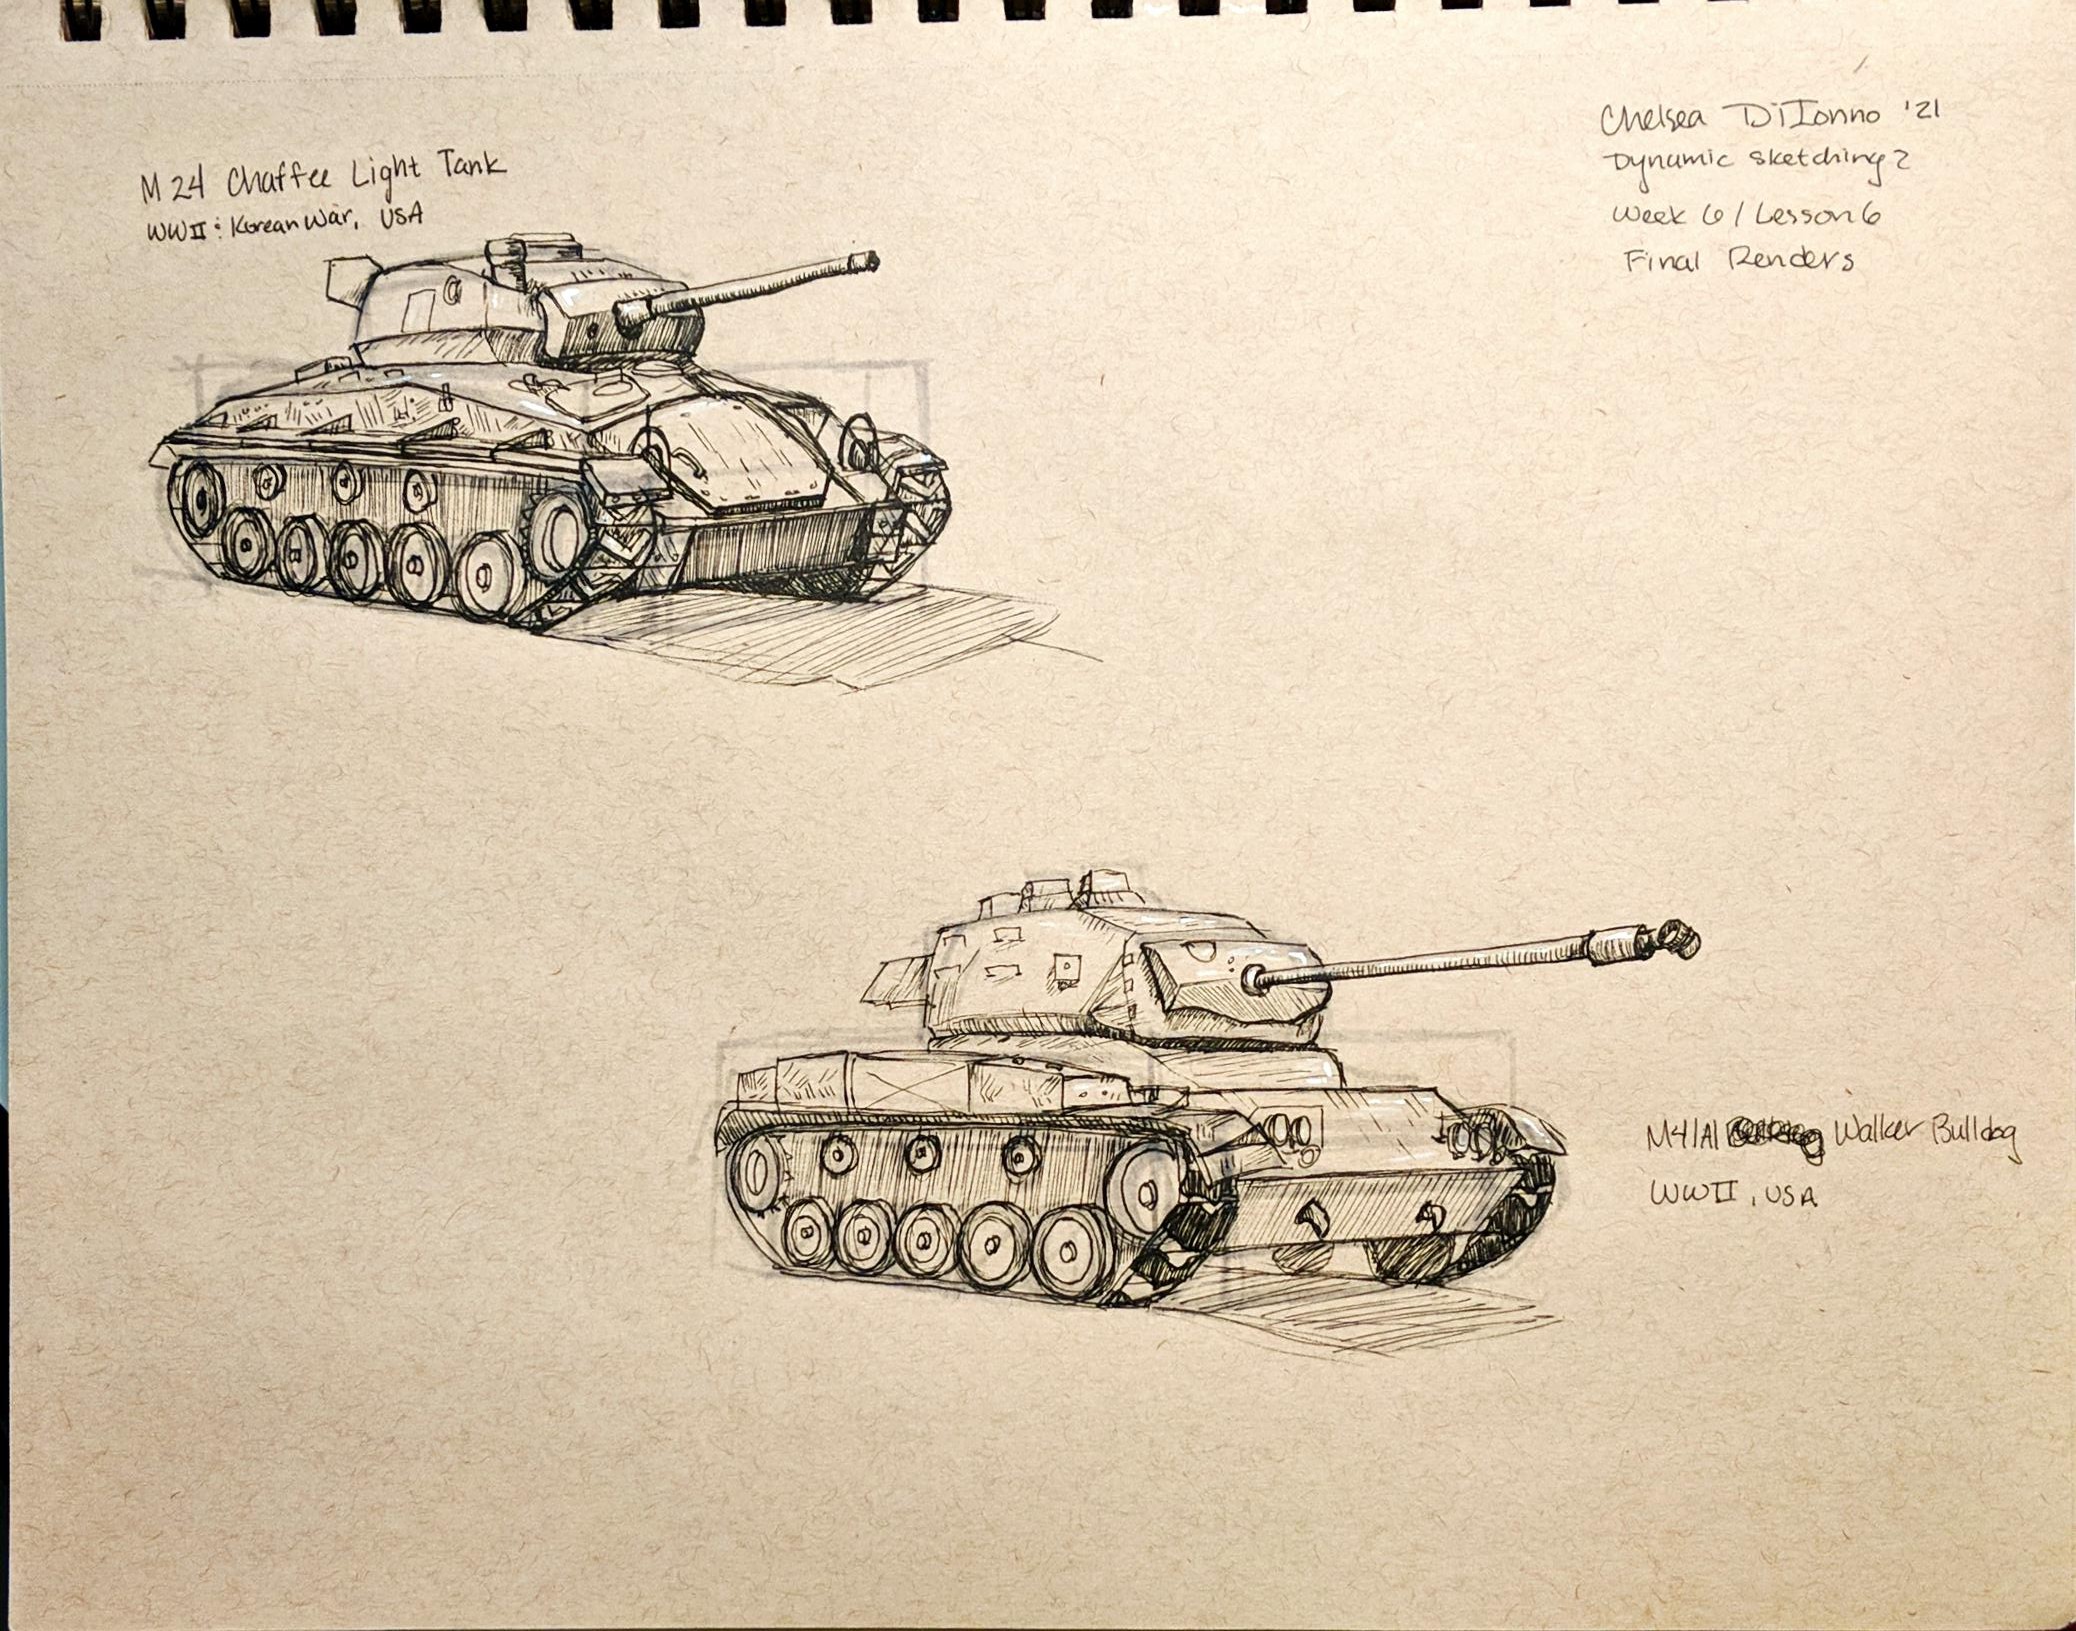 M24 Chaffee Light Tank
WWII : Korean War, USA
Chelsea DiIonno '21
Dynamic Sketching 2
Week 6 / Lesson 6
Final Renders
M41A1 Walker Bulldog
WWII, USA